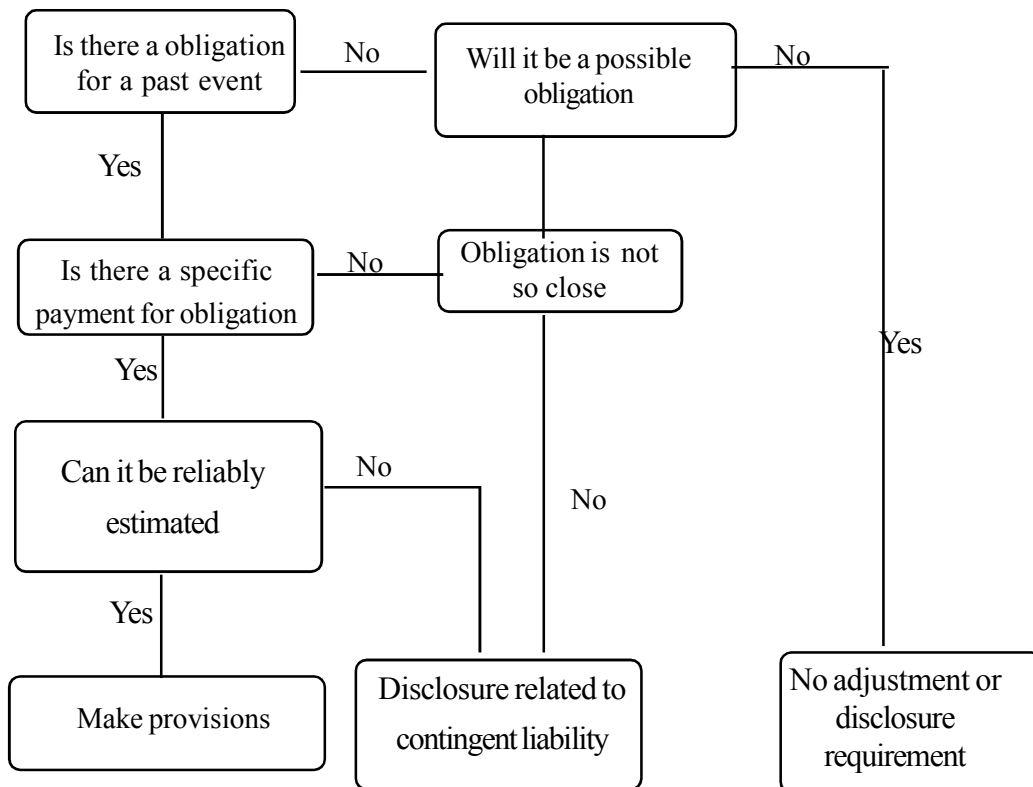 Is there a obligation
for a past event
No
Will it be a possible
obligation
No
Yes
Is there a specific
payment for obligation
No
Obligation is not
so close
Yes
Yes
Can it be reliably
estimated
No
No
Yes
Make provisions
Disclosure related to
contingent liability
No adjustment or
disclosure
requirement